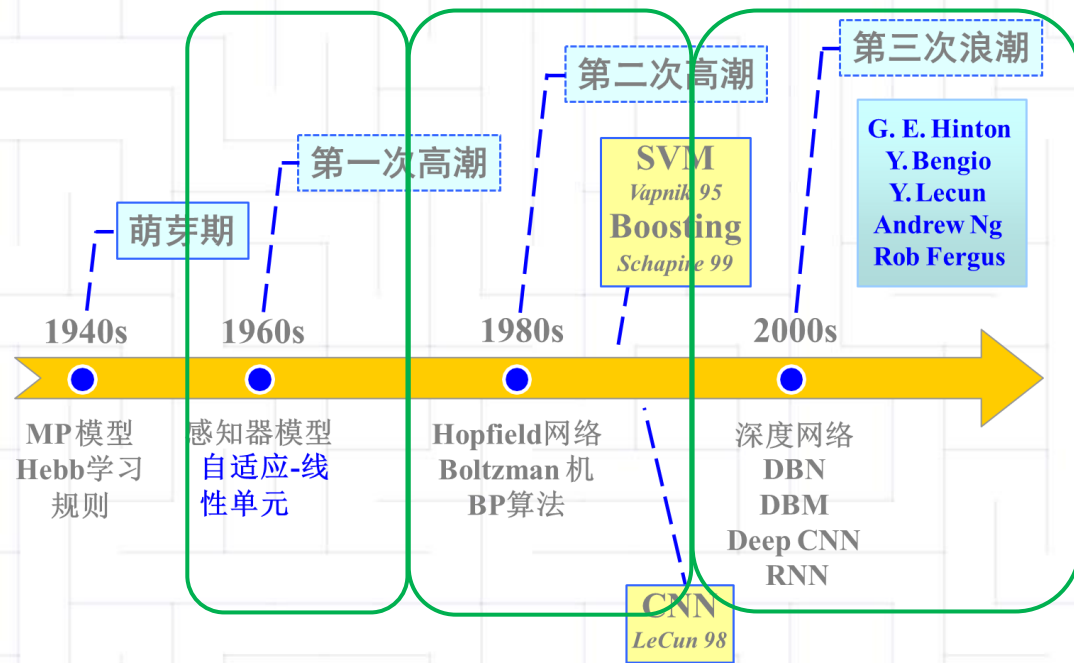 第三次浪潮
第二次高潮
第一次高潮
萌芽期
G. E. Hinton
Y. Bengio
Y. Lecun
Andrew Ng
Rob Fergus
SVM
Vapnik 95
Boosting
Schapire 99
1940s
1960s
1980s
2000s
MP模型
Hebb学习
规则
感知器模型
自适应-线
性单元
Hopfield网络
Boltzman 机
BP算法
深度网络
DBN
DBM
Deep CNN
RNN
CNN
LeCun 98